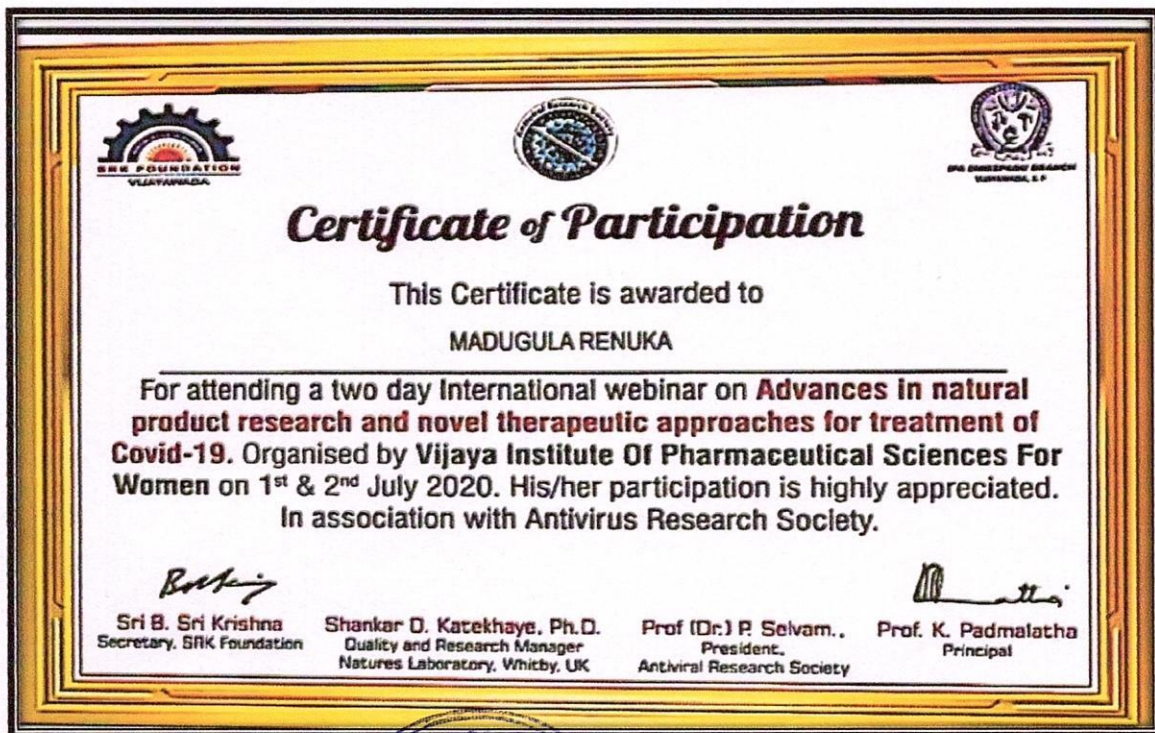 SRK FOUNDATION
VIJAYAWADA
Antiviral Research Society
VIJAYAWADA, A.P
Certificate of Participation
This Certificate is awarded to
MADUGULA RENUKA
For attending a two day International webinar on Advances in natural
product research and novel therapeutic approaches for treatment of
Covid-19. Organised by Vijaya Institute Of Pharmaceutical Sciences For
Women on 1st & 2nd July 2020. His/her participation is highly appreciated.
In association with Antivirus Research Society.
Sri B. Sri Krishna
Secretary, SRK Foundation
Shankar D. Katekhaye, Ph.D.
Quality and Research Manager
Natures Laboratory, Whitby, UK
Prof (Dr.) P. Selvam.,
President,
Antiviral Research Society
Prof. K. Padmalatha
Principal